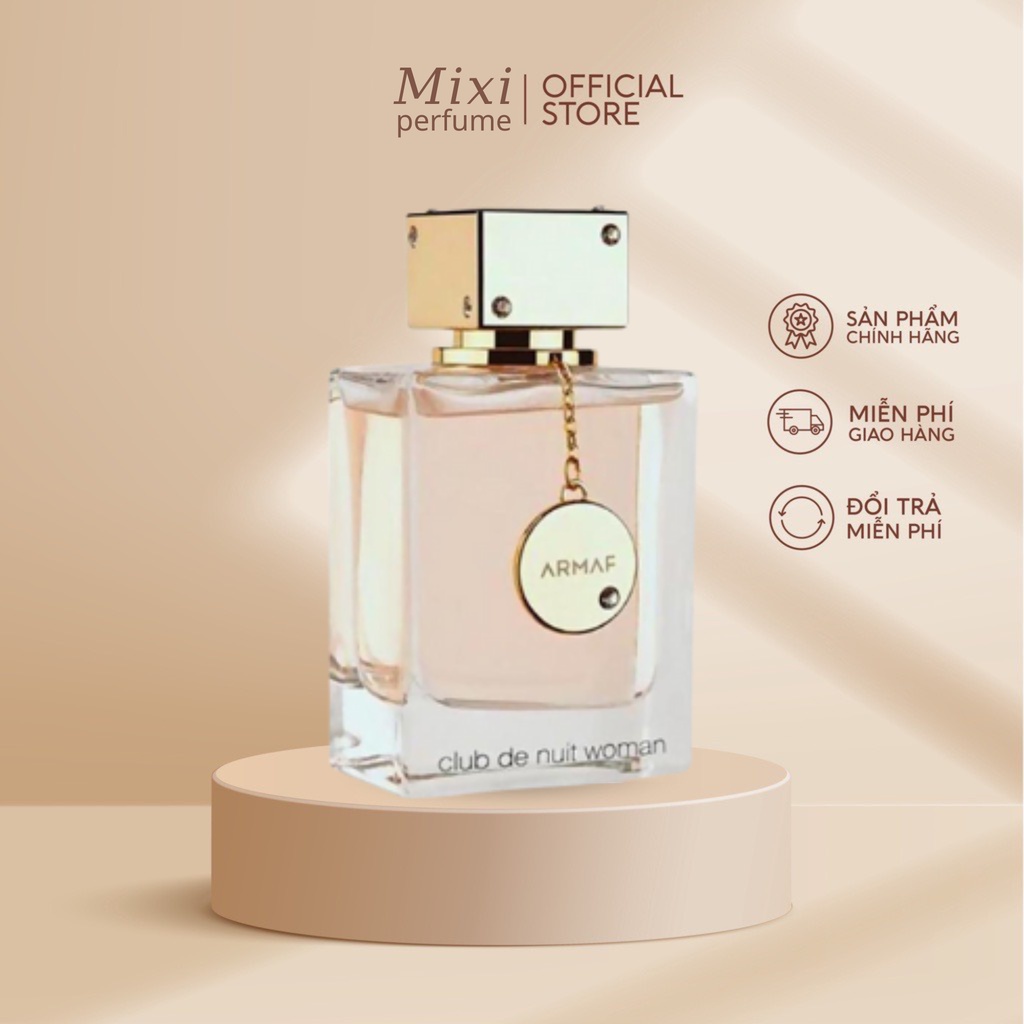 Mixi
perfume
OFFICIAL
STORE
SẢN PHẨM
CHÍNH HÃNG
MIỄN PHÍ
GIAO HÀNG
ĐỔI TRẢ
MIỄN PHÍ
ARMAF
club de nuit woman